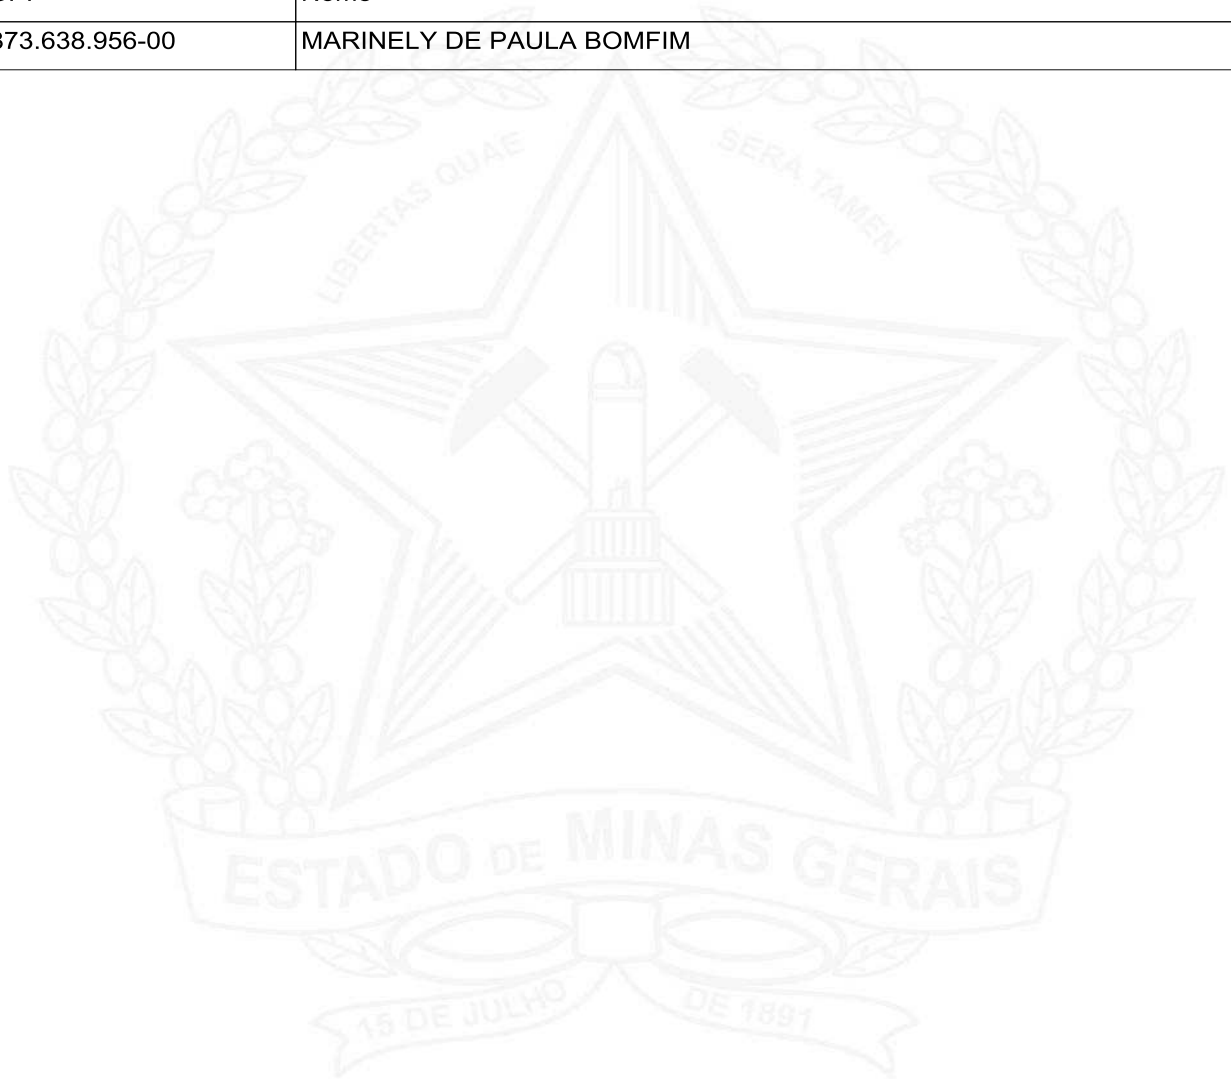 373.638.956-00 MARINELY DE PAULA BOMFIM
LIBERTAS QUAE SERA TAMEN
ESTADO DE MINAS GERAIS
15 DE JULHO DE 1891